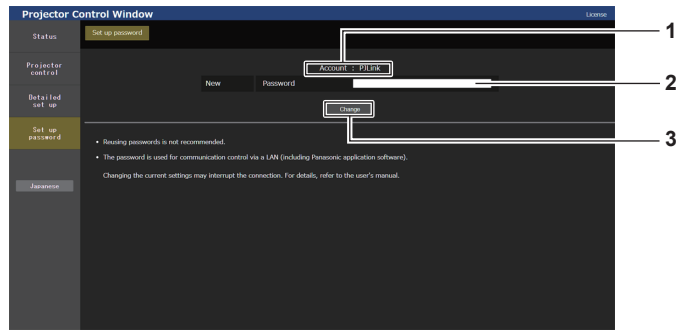 Projector Control Window
License
Status
Set up password
1
Account : PJLink
Projector
control
New Password
2
Change
Detailed
set up
3
Set up
password
• Reusing passwords is not recommended.
• The password is used for communication control via a LAN (including Panasonic application software).
Changing the current settings may interrupt the connection. For details, refer to the user's manual.
Japanese